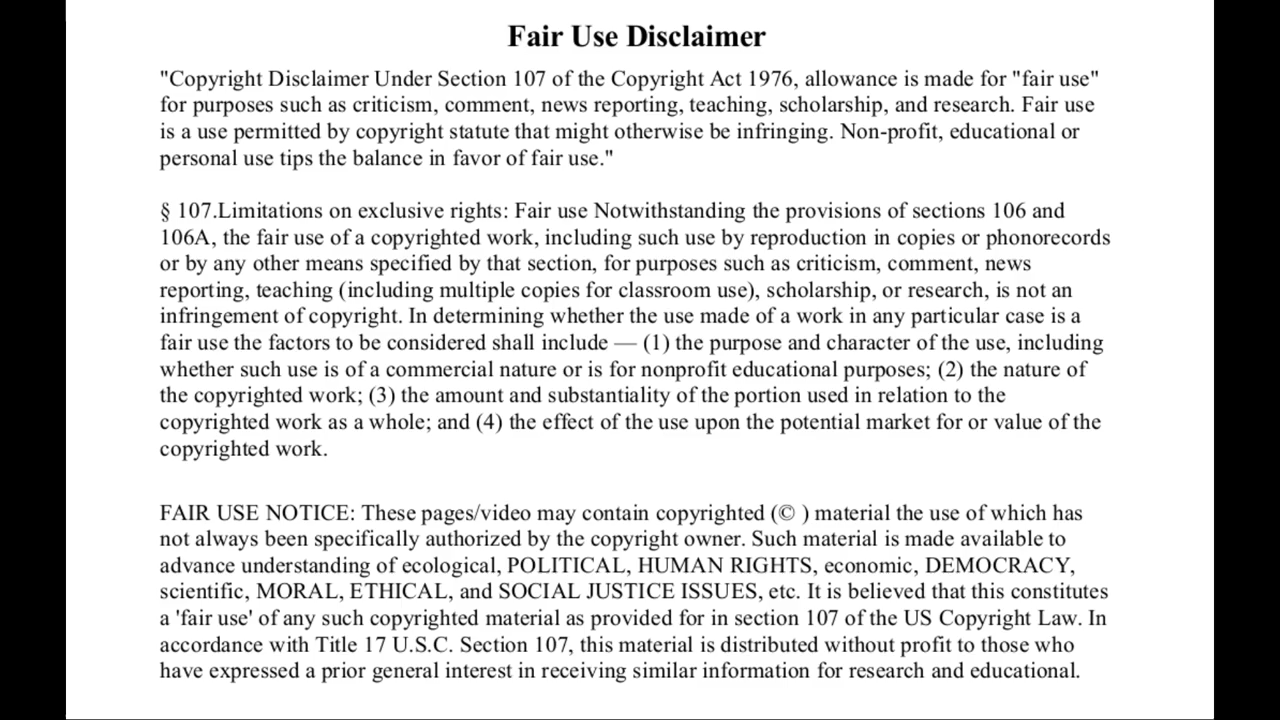 Fair Use Disclaimer
"Copyright Disclaimer Under Section 107 of the Copyright Act 1976, allowance is made for "fair use"
for purposes such as criticism, comment, news reporting, teaching, scholarship, and research. Fair use
is a use permitted by copyright statute that might otherwise be infringing. Non-profit, educational or
personal use tips the balance in favor of fair use."
§ 107.Limitations on exclusive rights: Fair use Notwithstanding the provisions of sections 106 and
106A, the fair use of a copyrighted work, including such use by reproduction in copies or phonorecords
or by any other means specified by that section, for purposes such as criticism, comment, news
reporting, teaching (including multiple copies for classroom use), scholarship, or research, is not an
infringement of copyright. In determining whether the use made of a work in any particular case is a
fair use the factors to be considered shall include — (1) the purpose and character of the use, including
whether such use is of a commercial nature or is for nonprofit educational purposes; (2) the nature of
the copyrighted work; (3) the amount and substantiality of the portion used in relation to the
copyrighted work as a whole; and (4) the effect of the use upon the potential market for or value of the
copyrighted work.
FAIR USE NOTICE: These pages/video may contain copyrighted (© ) material the use of which has
not always been specifically authorized by the copyright owner. Such material is made available to
advance understanding of ecological, POLITICAL, HUMAN RIGHTS, economic, DEMOCRACY,
scientific, MORAL, ETHICAL, and SOCIAL JUSTICE ISSUES, etc. It is believed that this constitutes
a 'fair use' of any such copyrighted material as provided for in section 107 of the US Copyright Law. In
accordance with Title 17 U.S.C. Section 107, this material is distributed without profit to those who
have expressed a prior general interest in receiving similar information for research and educational.